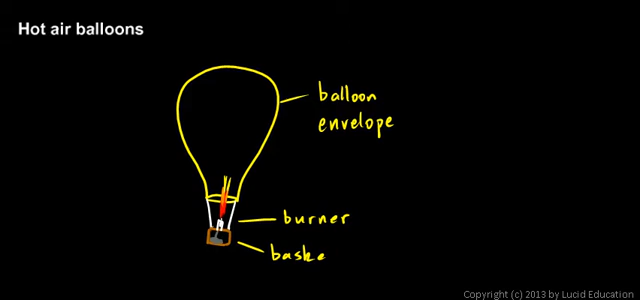 Hot air balloons
balloon
envelope
burner
baske
Copyright (c) 2013 by Lucid Education